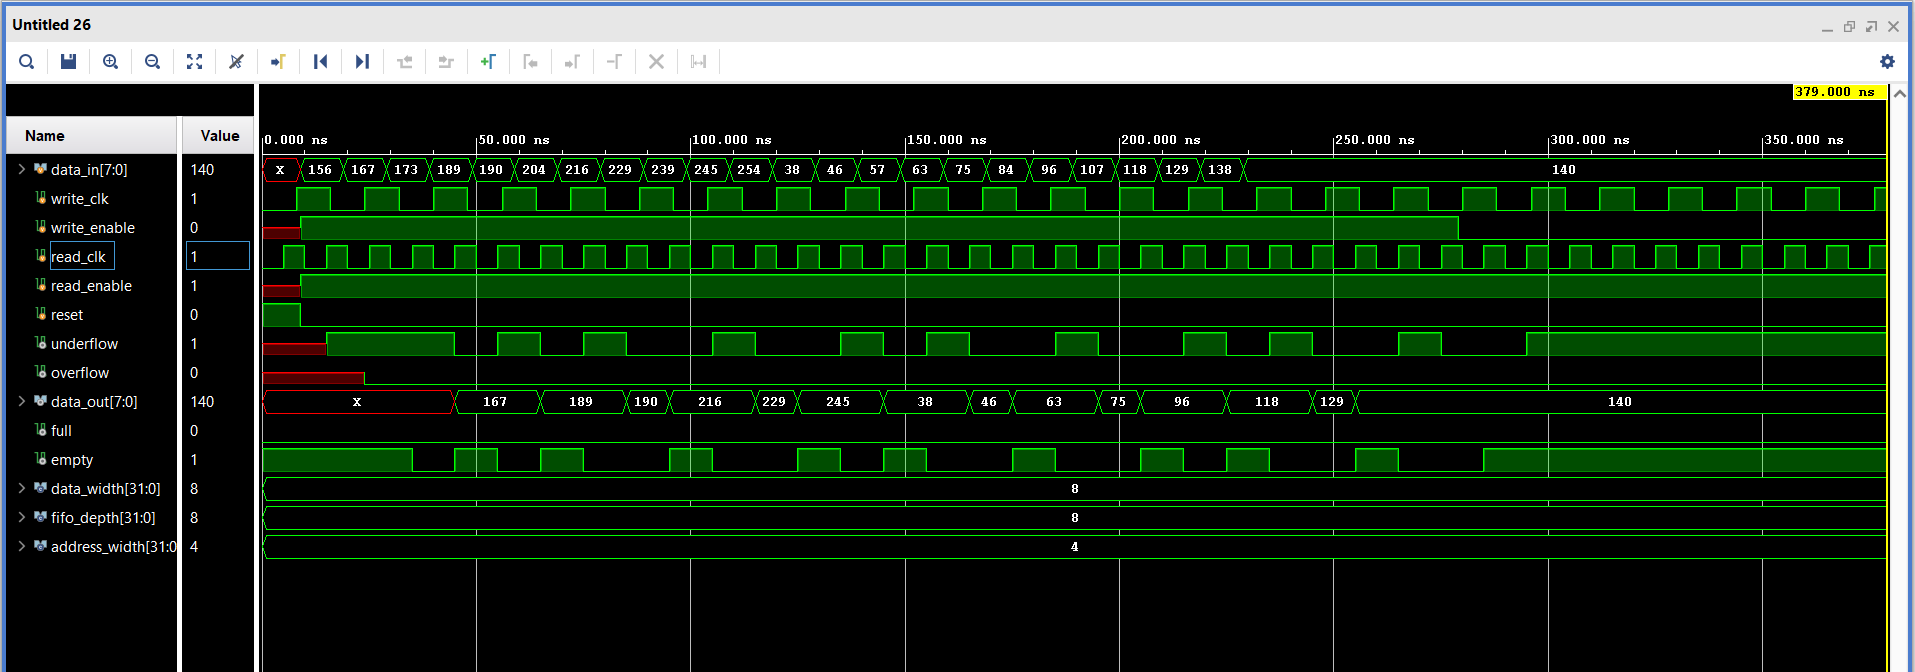 Untitled 26
379.000 ns
Name Value
0.000 ns 50.000 ns 100.000 ns 150.000 ns 200.000 ns 250.000 ns 300.000 ns 350.000 ns
data_in[7:0] 140 X 156 167 173 189 190 204 216 229 239 245 254 38 46 57 63 75 84 96 107 118 129 138 140
write_clk 1
write_enable 0
read_clk 1
read_enable 1
reset 0
underflow 1
overflow 0
data_out[7:0] 140 X 167 189 190 216 229 245 38 46 63 75 96 118 129 140
full 0
empty 1
data_width[31:0] 8 8
fifo_depth[31:0] 8 8
address_width[31:0 4 4